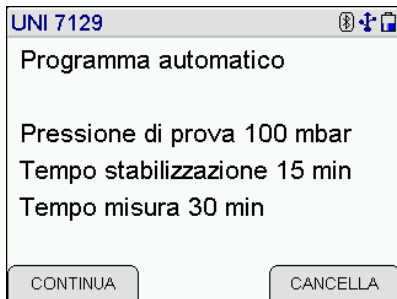 UNI 7129
Programma automatico
Pressione di prova 100 mbar
Tempo stabilizzazione 15 min
Tempo misura 30 min
CONTINUA
CANCELLA